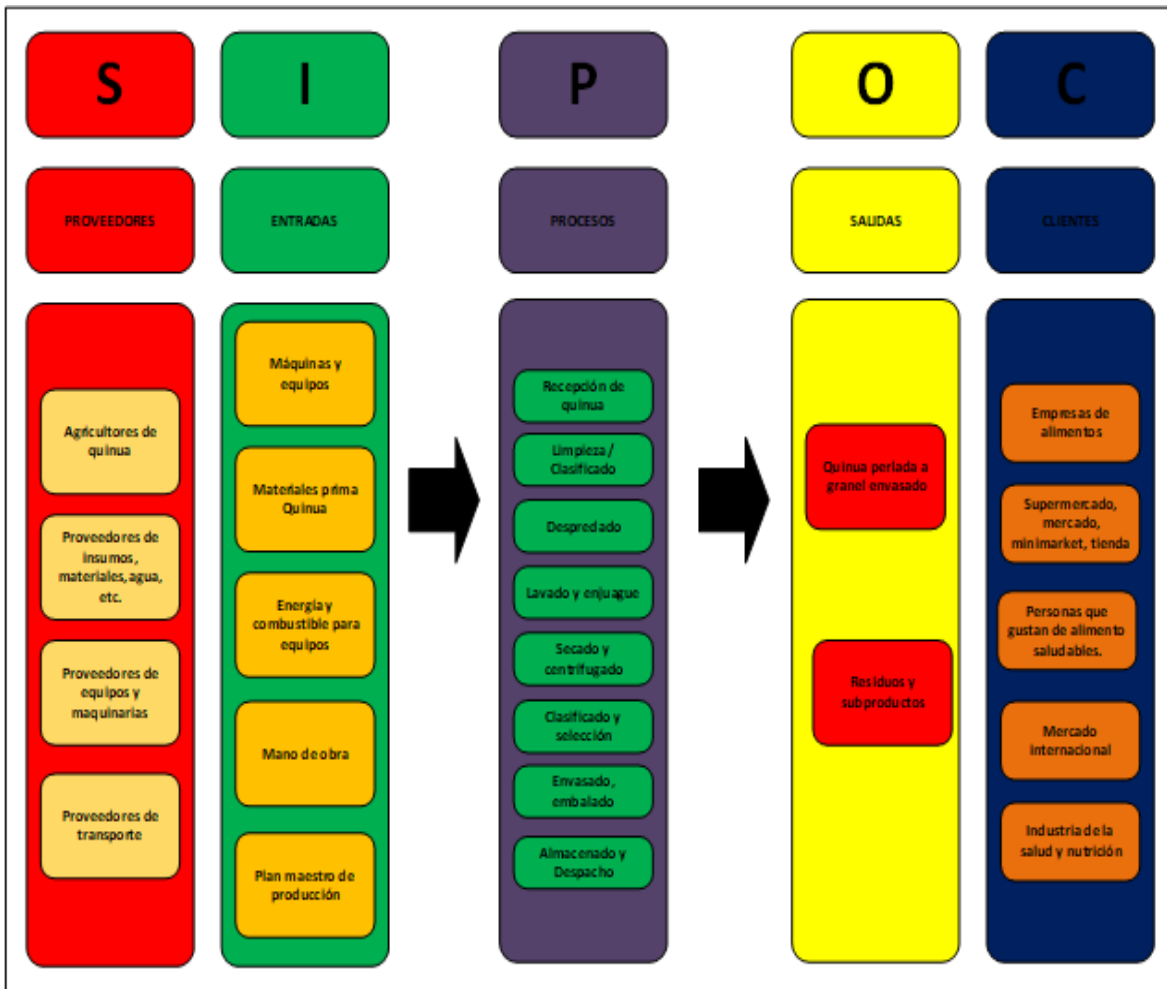 S
I
P
O
C
PROVEEDORES
ENTRADAS
PROCESOS
SALIDAS
CLIENTES
Agricultores de
quinua
Proveedores de
insumos,
materiales, agua,
etc.
Proveedores de
equipos y
maquinarias
Proveedores de
transporte
Máquinas y
equipos
Materiales prima
Quinua
Energía y
combustible para
equipos
Mano de obra
Plan maestro de
producción
Recepción de
quinua
Limpieza /
Clasificado
Despredado
Lavado y enjuague
Secado y
centrifugado
Clasificado y
selección
Envasado,
embalado
Almacenado y
Despacho
Quinua perlada a
granel envasado
Residuos y
subproductos
Empresas de
alimentos
Supermercado,
mercado,
minimarket, tienda
Personas que
gustan de alimento
saludables.
Mercado
internacional
Industria de la
salud y nutrición